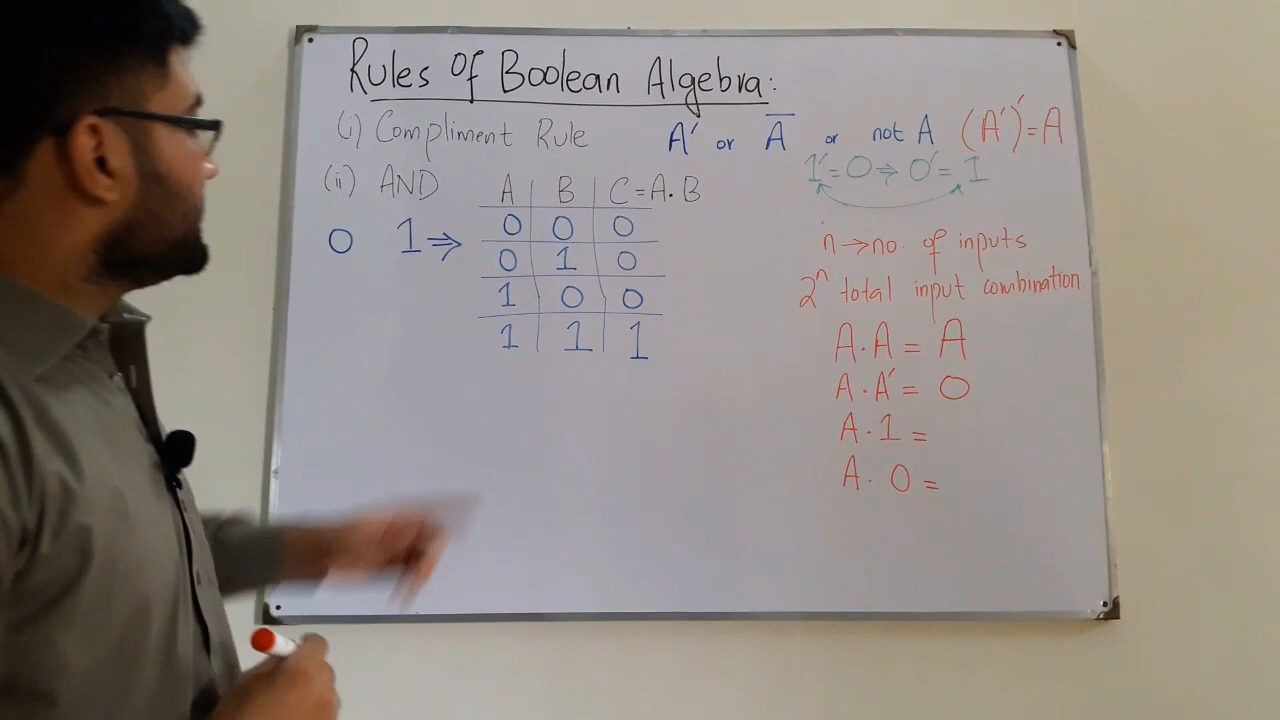 Rules Of Boolean Algebra:
(i) Compliment Rule A' or A̅ or not A (A')'=A
1'=0 ⇒ 0'=1
(ii) AND
A B C=A.B
0 1 ⇒
0 0 0
0 1 0
1 0 0
1 1 1
n → no. of inputs
2ⁿ total input combination.
A.A = A
A.A' = 0
A.1 =
A.0 =